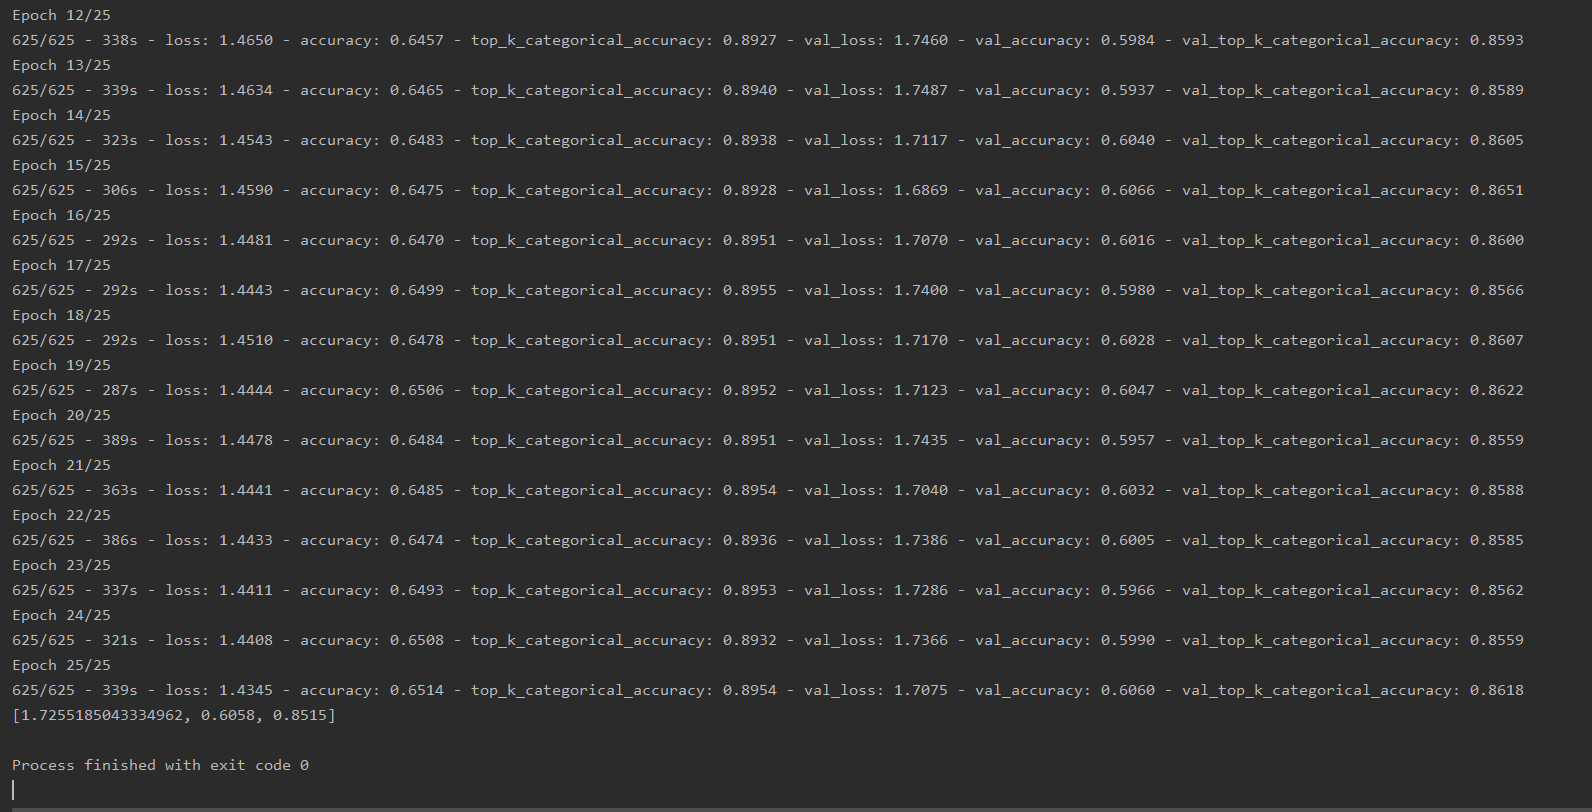 Epoch 12/25
625/625 - 338s - loss: 1.4650 - accuracy: 0.6457 - top_k_categorical_accuracy: 0.8927 - val_loss: 1.7460 - val_accuracy: 0.5984 - val_top_k_categorical_accuracy: 0.8593
Epoch 13/25
625/625 - 339s - loss: 1.4634 - accuracy: 0.6465 - top_k_categorical_accuracy: 0.8940 - val_loss: 1.7487 - val_accuracy: 0.5937 - val_top_k_categorical_accuracy: 0.8589
Epoch 14/25
625/625 - 323s - loss: 1.4543 - accuracy: 0.6483 - top_k_categorical_accuracy: 0.8938 - val_loss: 1.7117 - val_accuracy: 0.6040 - val_top_k_categorical_accuracy: 0.8605
Epoch 15/25
625/625 - 306s - loss: 1.4590 - accuracy: 0.6475 - top_k_categorical_accuracy: 0.8928 - val_loss: 1.6869 - val_accuracy: 0.6066 - val_top_k_categorical_accuracy: 0.8651
Epoch 16/25
625/625 - 292s - loss: 1.4481 - accuracy: 0.6470 - top_k_categorical_accuracy: 0.8951 - val_loss: 1.7070 - val_accuracy: 0.6016 - val_top_k_categorical_accuracy: 0.8600
Epoch 17/25
625/625 - 292s - loss: 1.4443 - accuracy: 0.6499 - top_k_categorical_accuracy: 0.8955 - val_loss: 1.7400 - val_accuracy: 0.5980 - val_top_k_categorical_accuracy: 0.8566
Epoch 18/25
625/625 - 292s - loss: 1.4510 - accuracy: 0.6478 - top_k_categorical_accuracy: 0.8951 - val_loss: 1.7170 - val_accuracy: 0.6028 - val_top_k_categorical_accuracy: 0.8607
Epoch 19/25
625/625 - 287s - loss: 1.4444 - accuracy: 0.6506 - top_k_categorical_accuracy: 0.8952 - val_loss: 1.7123 - val_accuracy: 0.6047 - val_top_k_categorical_accuracy: 0.8622
Epoch 20/25
625/625 - 389s - loss: 1.4478 - accuracy: 0.6484 - top_k_categorical_accuracy: 0.8951 - val_loss: 1.7435 - val_accuracy: 0.5957 - val_top_k_categorical_accuracy: 0.8559
Epoch 21/25
625/625 - 363s - loss: 1.4441 - accuracy: 0.6485 - top_k_categorical_accuracy: 0.8954 - val_loss: 1.7040 - val_accuracy: 0.6032 - val_top_k_categorical_accuracy: 0.8588
Epoch 22/25
625/625 - 386s - loss: 1.4433 - accuracy: 0.6474 - top_k_categorical_accuracy: 0.8936 - val_loss: 1.7386 - val_accuracy: 0.6005 - val_top_k_categorical_accuracy: 0.8585
Epoch 23/25
625/625 - 337s - loss: 1.4411 - accuracy: 0.6493 - top_k_categorical_accuracy: 0.8953 - val_loss: 1.7286 - val_accuracy: 0.5966 - val_top_k_categorical_accuracy: 0.8562
Epoch 24/25
625/625 - 321s - loss: 1.4408 - accuracy: 0.6508 - top_k_categorical_accuracy: 0.8932 - val_loss: 1.7366 - val_accuracy: 0.5990 - val_top_k_categorical_accuracy: 0.8559
Epoch 25/25
625/625 - 339s - loss: 1.4345 - accuracy: 0.6514 - top_k_categorical_accuracy: 0.8954 - val_loss: 1.7075 - val_accuracy: 0.6060 - val_top_k_categorical_accuracy: 0.8618
[1.7255185043334962, 0.6058, 0.8515]
Process finished with exit code 0